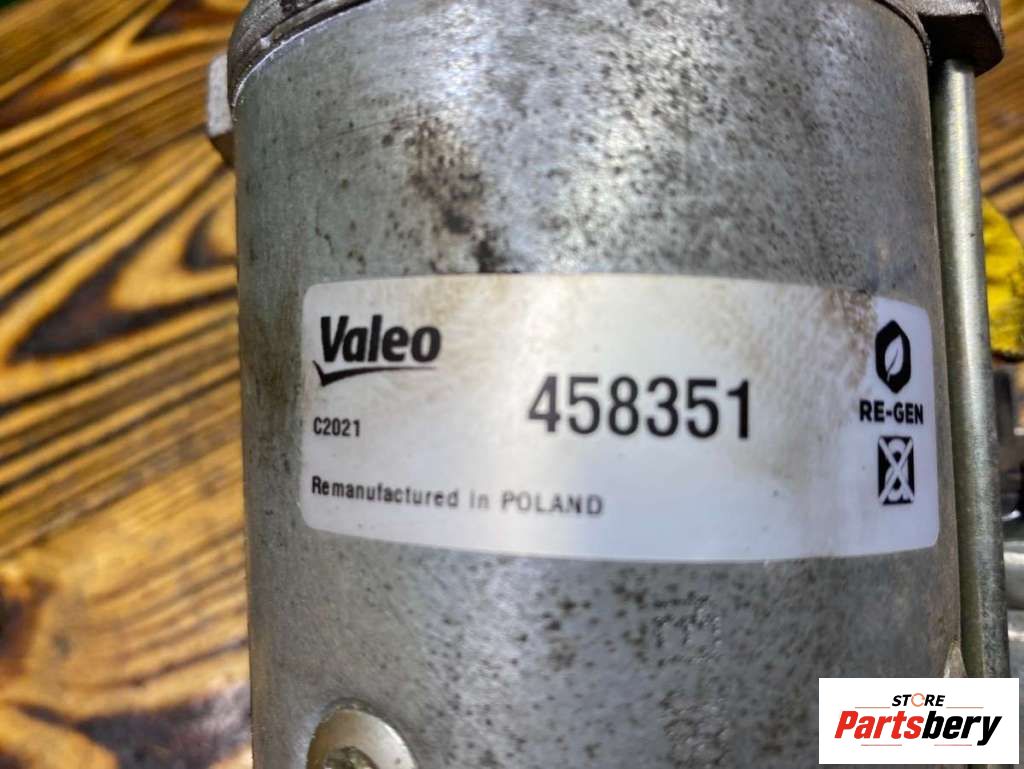 Valeo
458351
C2021
RE-GEN
Remanufactured in POLAND
STORE
Partsbery